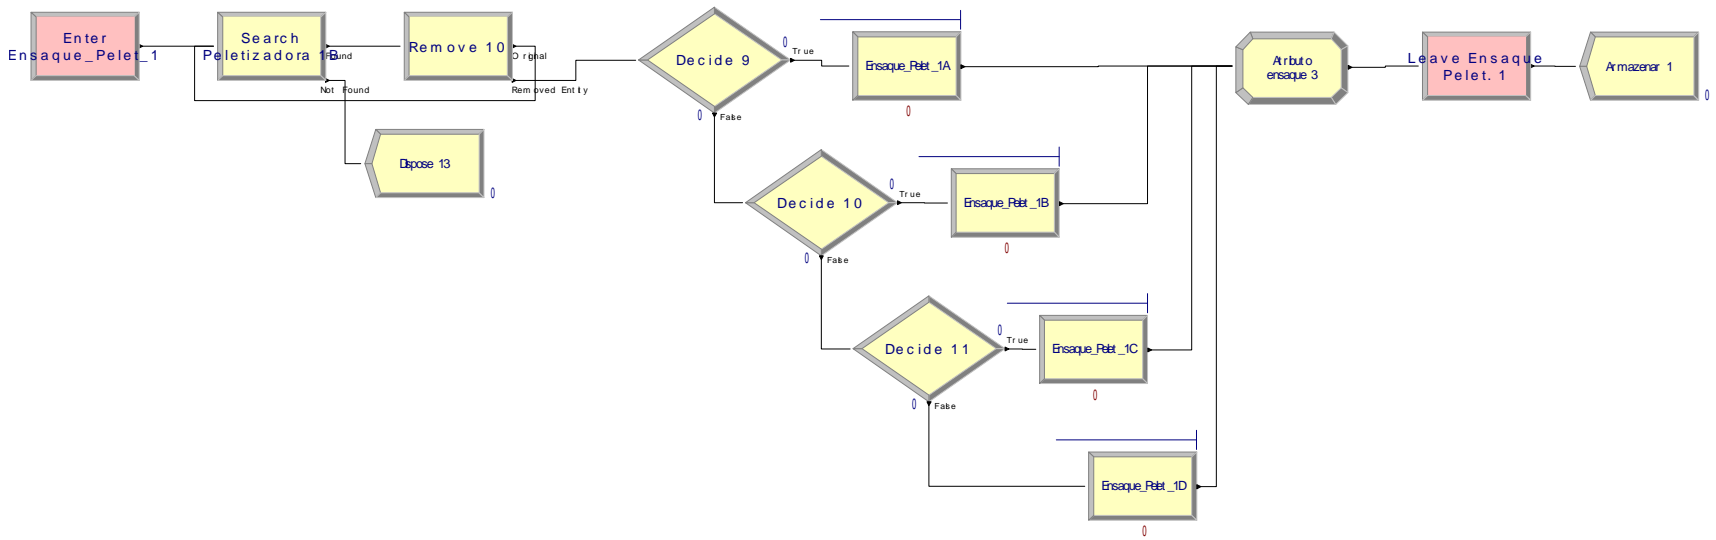 Enter
Ensaque_Pelet_1
Search
Peletizadora 1B
Found
Not Found
Remove 10
Original
Removed Entity
Dispose 13
0
Decide 9
0
True
0
False
Ensaque_Pelet_1A
0
Decide 10
0
True
0
False
Ensaque_Pelet_1B
0
Decide 11
0
True
0
False
Ensaque_Pelet_1C
0
Ensaque_Pelet_1D
0
Atributo
ensaque 3
Leave Ensaque
Pelet. 1
Armazenar 1
0